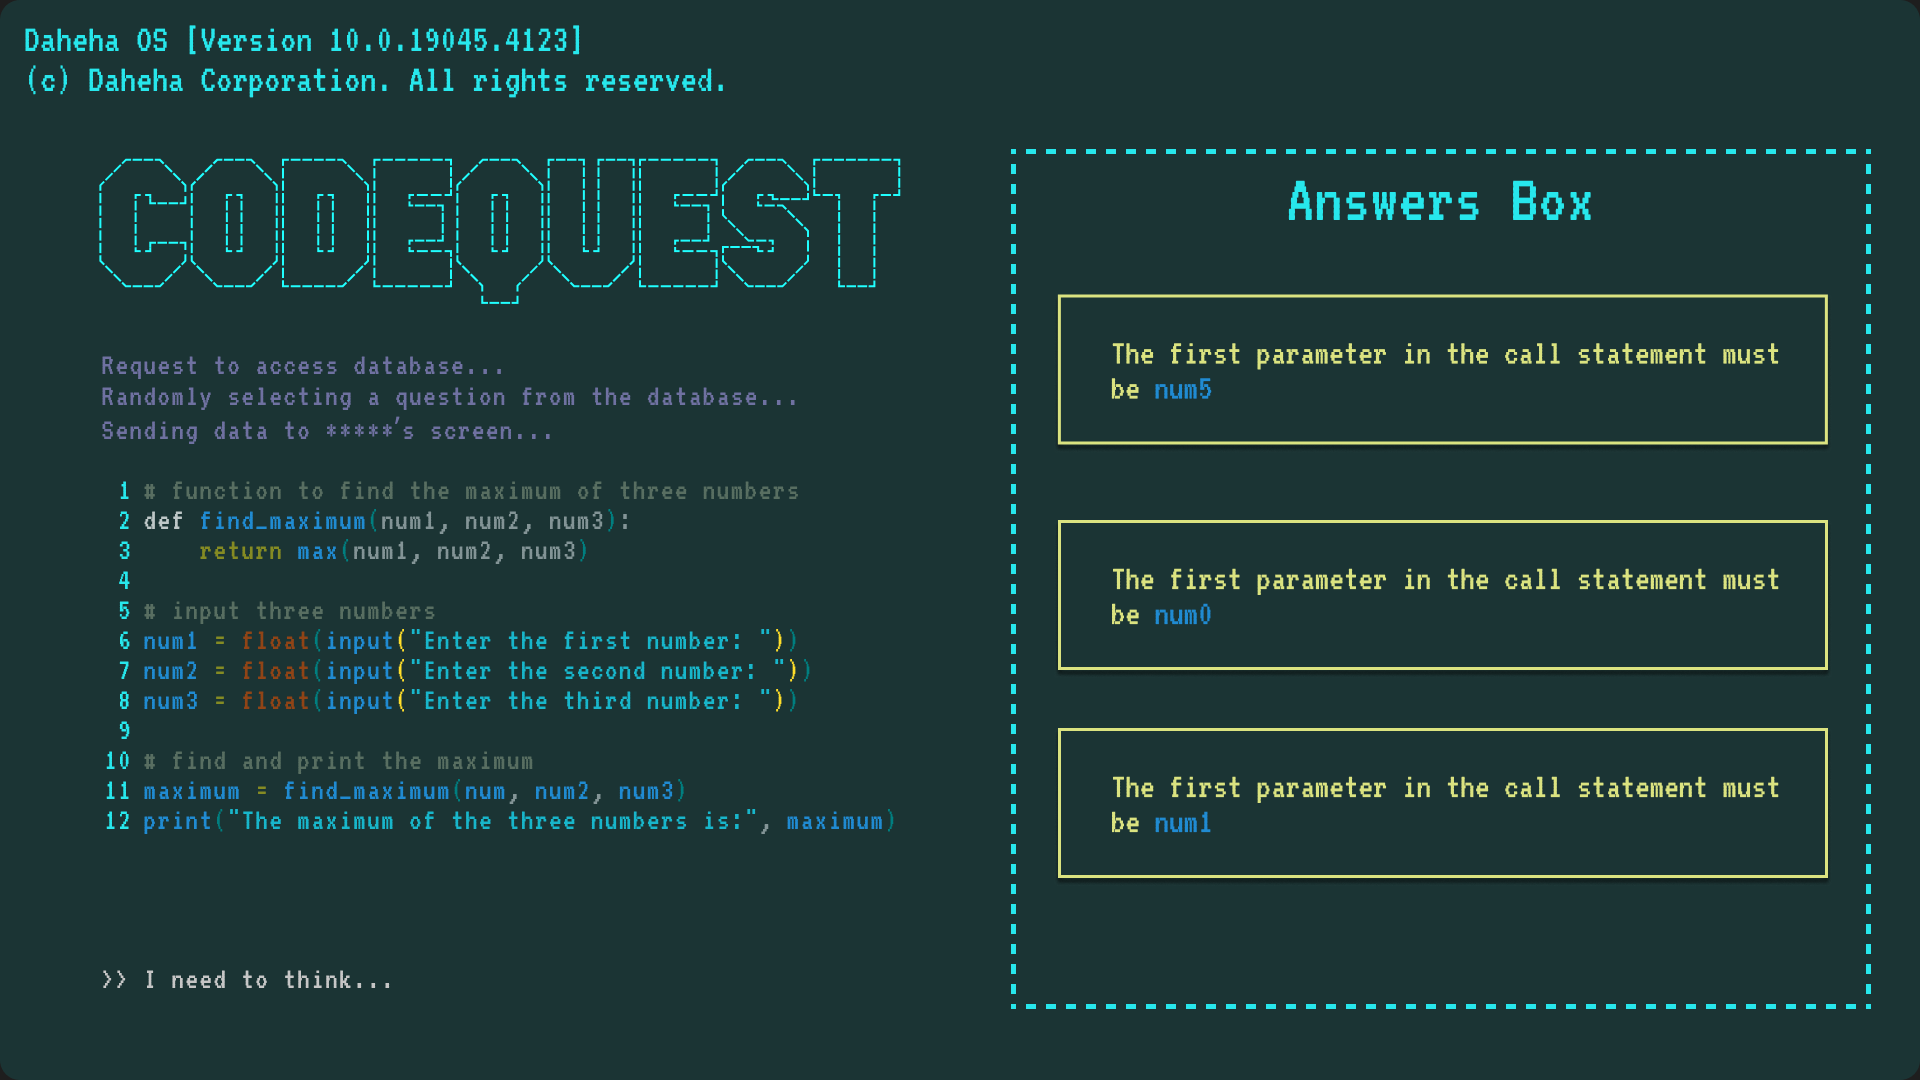 Daheha OS [Version 10.0.19045.4123]
(c) Daheha Corporation. All rights reserved.
CODEQUEST
Request to access database...
Randomly selecting a question from the database...
Sending data to *****'s screen...
1 # function to find the maximum of three numbers
2 def find_maximum(num1, num2, num3):
3     return max(num1, num2, num3)
4
5 # input three numbers
6 num1 = float(input("Enter the first number: "))
7 num2 = float(input("Enter the second number: "))
8 num3 = float(input("Enter the third number: "))
9
10 # find and print the maximum
11 maximum = find_maximum(num, num2, num3)
12 print("The maximum of the three numbers is:", maximum)
>> I need to think...
Answers Box
The first parameter in the call statement must
be num5
The first parameter in the call statement must
be num0
The first parameter in the call statement must
be num1